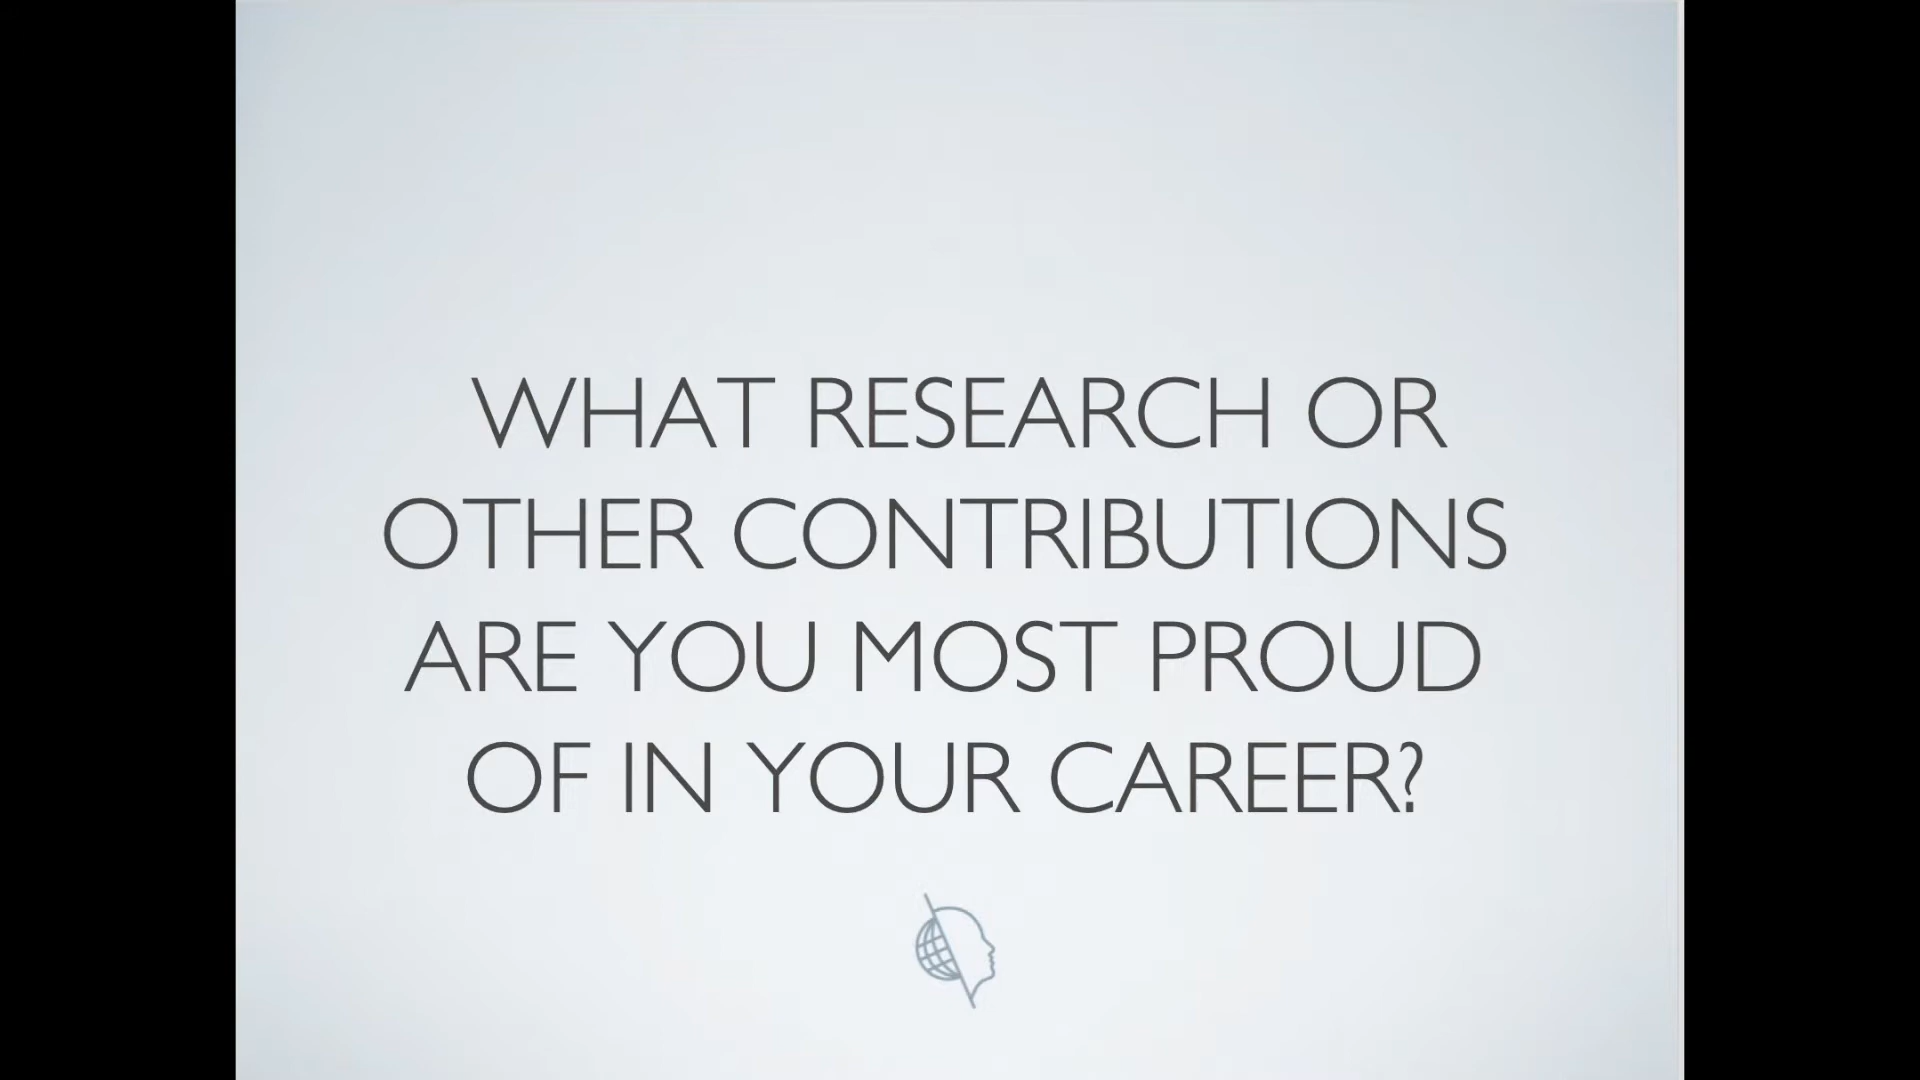 WHAT RESEARCH OR
OTHER CONTRIBUTIONS
ARE YOU MOST PROUD
OF IN YOUR CAREER?